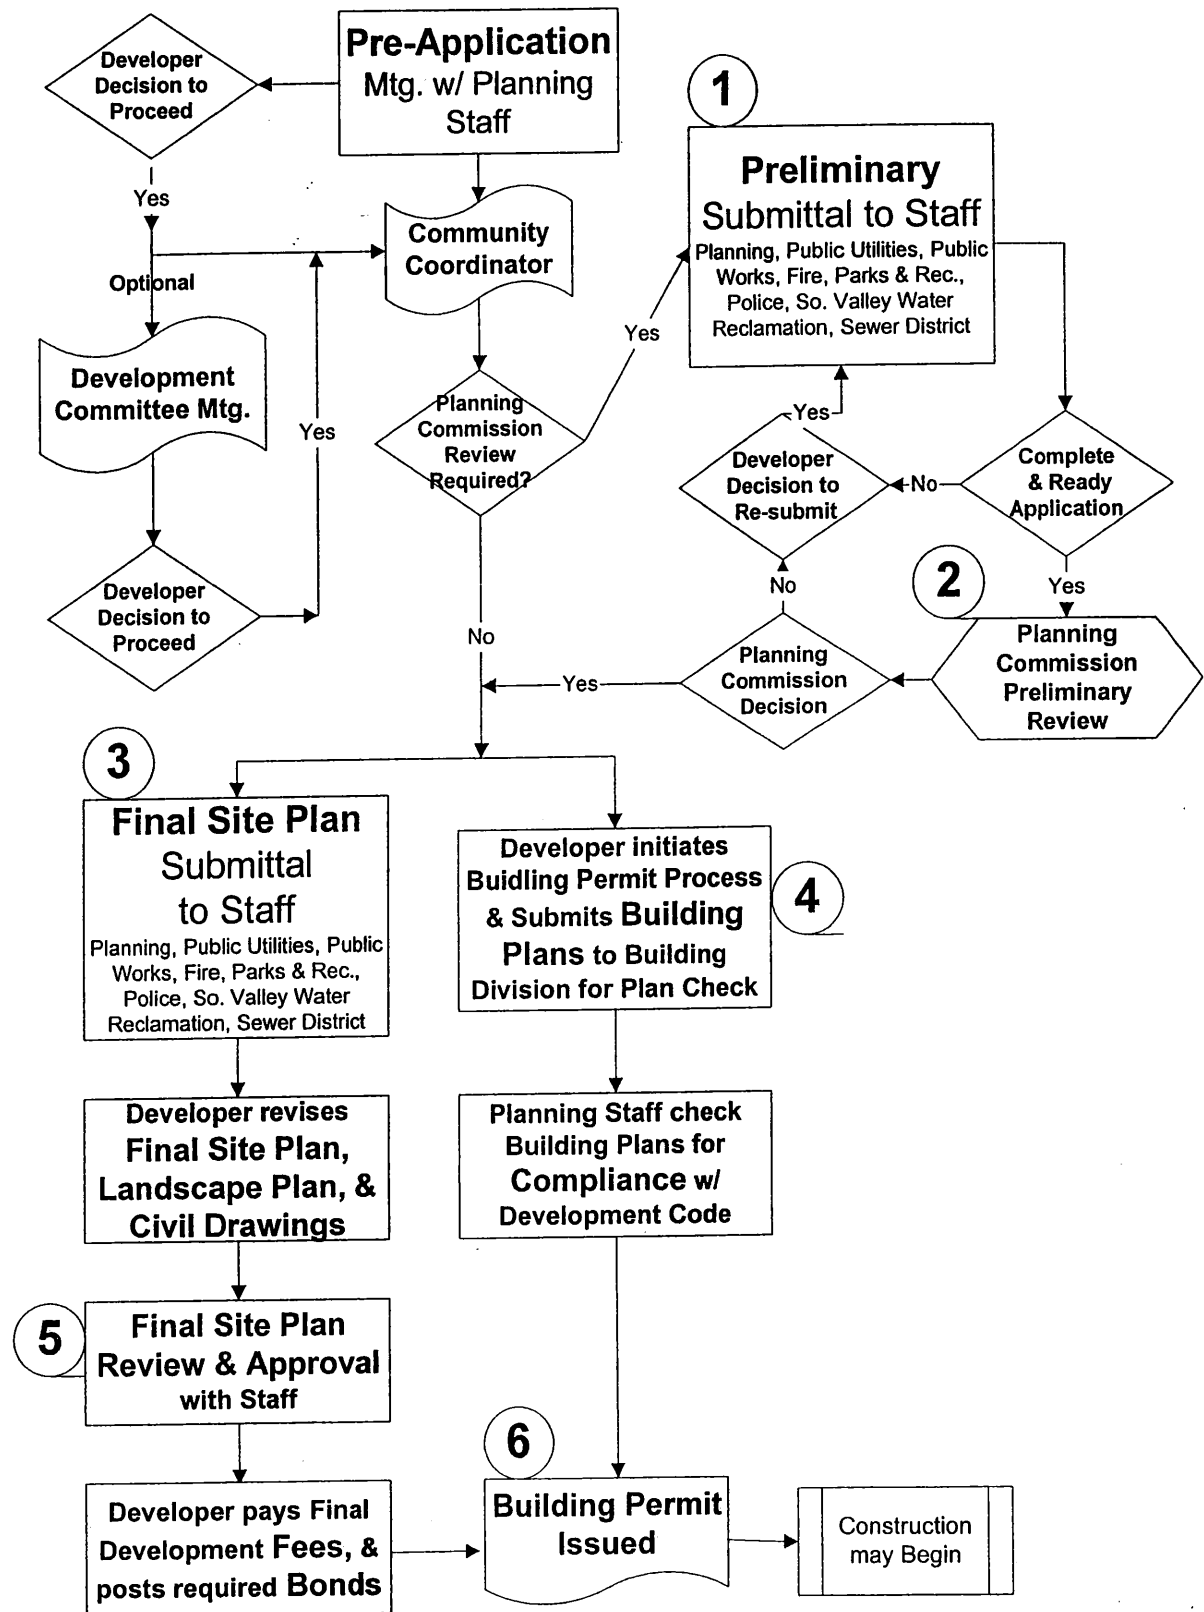 Developer
Decision to
Proceed
Pre-Application
Mtg. w/ Planning
Staff
Yes
Optional
Community
Coordinator
Development
Committee Mtg.
Yes
Developer
Decision to
Proceed
Planning
Commission
Review
Required?
Yes
No
1
Preliminary
Submittal to Staff
Planning, Public Utilities, Public
Works, Fire, Parks & Rec.,
Police, So. Valley Water
Reclamation, Sewer District
Yes
Developer
Decision to
Re-submit
No
Complete
& Ready
Application
Yes
2
Planning
Commission
Preliminary
Review
No
Planning
Commission
Decision
Yes
3
Final Site Plan
Submittal
to Staff
Planning, Public Utilities, Public
Works, Fire, Parks & Rec.,
Police, So. Valley Water
Reclamation, Sewer District
Developer initiates
Buidling Permit Process
& Submits Building
Plans to Building
Division for Plan Check
4
Developer revises
Final Site Plan,
Landscape Plan, &
Civil Drawings
Planning Staff check
Building Plans for
Compliance w/
Development Code
5
Final Site Plan
Review & Approval
with Staff
Developer pays Final
Development Fees, &
posts required Bonds
6
Building Permit
Issued
Construction
may Begin